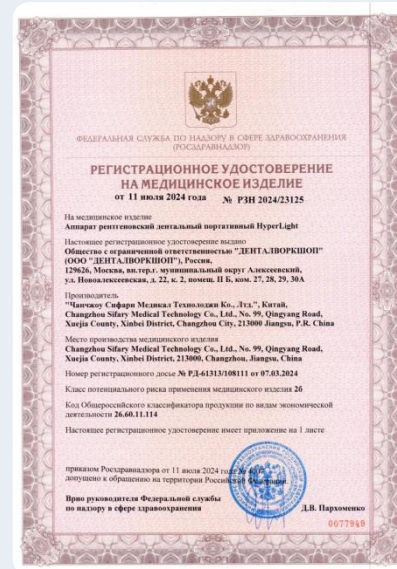 ФЕДЕРАЛЬНАЯ СЛУЖБА ПО НАДЗОРУ В СФЕРЕ ЗДРАВООХРАНЕНИЯ
(РОСЗДРАВНАДЗОР)
РЕГИСТРАЦИОННОЕ УДОСТОВЕРЕНИЕ
НА МЕДИЦИНСКОЕ ИЗДЕЛИЕ
от 11 июля 2024 года № РЗН 2024/23125
На медицинское изделие
Аппарат рентгеновский дентальный портативный HyperLight
Настоящее регистрационное удостоверение выдано
Общество с ограниченной ответственностью "ДЕНТАЛВОРКШОП"
(ООО "ДЕНТАЛВОРКШОП"), Россия,
129626, Москва, вн.тер.г. муниципальный округ Алексеевский,
ул. Новоалексеевская, д. 22, к. 2, помещ. II Б, ком. 27, 28, 29, 30А
Производитель
"Чанчжоу Сифари Медикал Технолоджи Ко., Лтд.", Китай,
Changzhou Sifary Medical Technology Co., Ltd., No. 99, Qingyang Road,
Xuejia County, Xinbei District, Changzhou City, 213000 Jiangsu, P.R. China
Место производства медицинского изделия
Changzhou Sifary Medical Technology Co., Ltd., No. 99, Qingyang Road,
Xuejia County, Xinbei District, 213000, Changzhou, Jiangsu, China
Номер регистрационного досье № РД-61313/108111 от 07.03.2024
Класс потенциального риска применения медицинского изделия 2б
Код Общероссийского классификатора продукции по видам экономической
деятельности 26.60.11.114
Настоящее регистрационное удостоверение имеет приложение на 1 листе
приказом Росздравнадзора от 11 июля 2024 года №
допущено к обращению на территории Российской Федерации.
Врио руководителя Федеральной службы
по надзору в сфере здравоохранения Д.В. Пархоменко
0077940